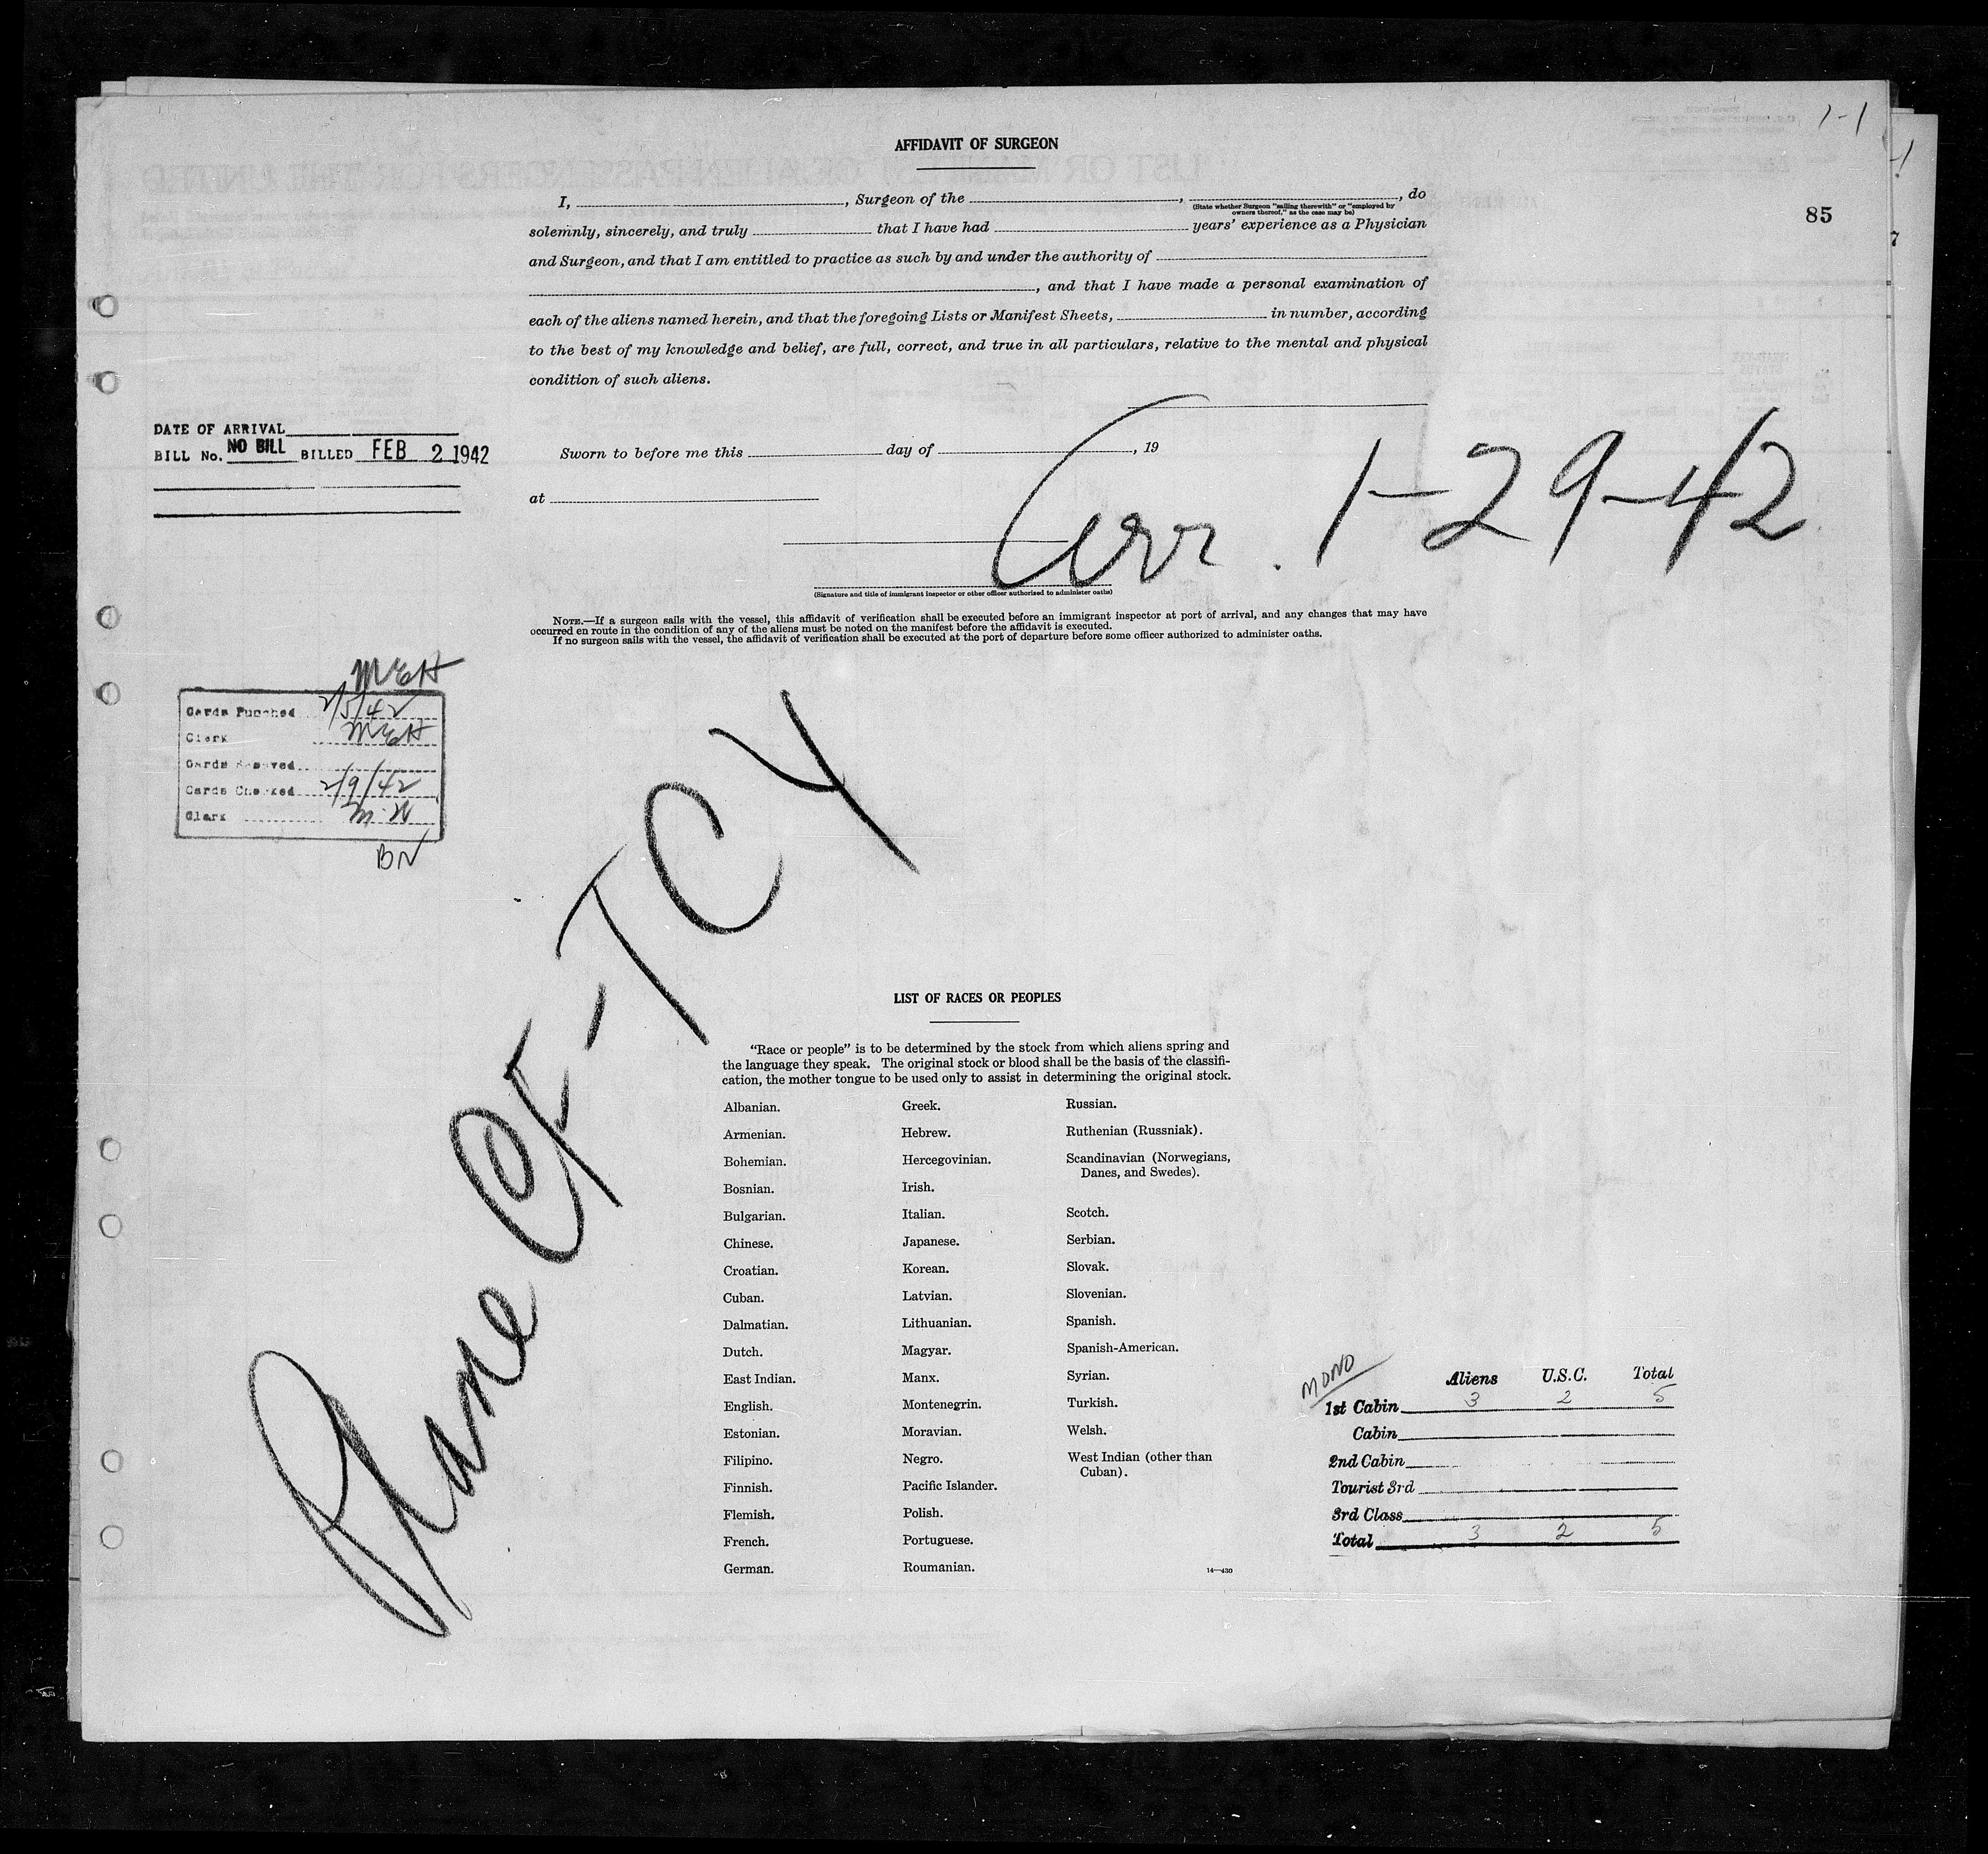 1-1
85
AFFIDAVIT OF SURGEON
I, , Surgeon of the , , do
(State whether Surgeon "sailing therewith" or "employed by
owners thereof," as the case may be)
solemnly, sincerely, and truly that I have had years' experience as a Physician
and Surgeon, and that I am entitled to practice as such by and under the authority of
, and that I have made a personal examination of
each of the aliens named herein, and that the foregoing Lists or Manifest Sheets, in number, according
to the best of my knowledge and belief, are full, correct, and true in all particulars, relative to the mental and physical
condition of such aliens.
DATE OF ARRIVAL
BILL No. NO BILL BILLED FEB 2 1942
Sworn to before me this day of , 19
at
Arr. 1-29-42
(Signature and title of immigrant inspector or other officer authorized to administer oaths)
NOTE.—If a surgeon sails with the vessel, this affidavit of verification shall be executed before an immigrant inspector at port of arrival, and any changes that may have
occurred en route in the condition of any of the aliens must be noted on the manifest before the affidavit is executed.
If no surgeon sails with the vessel, the affidavit of verification shall be executed at the port of departure before some officer authorized to administer oaths.
MEH
Cards Punched 2/5/42
Clerk MEH
Cards
Cards Checked 2/9/42
Clerk
BN
Plane CF-TCY
LIST OF RACES OR PEOPLES
"Race or people" is to be determined by the stock from which aliens spring and
the language they speak. The original stock or blood shall be the basis of the classifi-
cation, the mother tongue to be used only to assist in determining the original stock.
Albanian.
Armenian.
Bohemian.
Bosnian.
Bulgarian.
Chinese.
Croatian.
Cuban.
Dalmatian.
Dutch.
East Indian.
English.
Estonian.
Filipino.
Finnish.
Flemish.
French.
German.
Greek.
Hebrew.
Hercegovinian.
Irish.
Italian.
Japanese.
Korean.
Latvian.
Lithuanian.
Magyar.
Manx.
Montenegrin.
Moravian.
Negro.
Pacific Islander.
Polish.
Portuguese.
Roumanian.
Russian.
Ruthenian (Russniak).
Scandinavian (Norwegians,
Danes, and Swedes).
Scotch.
Serbian.
Slovak.
Slovenian.
Spanish.
Spanish-American.
Syrian.
Turkish.
Welsh.
West Indian (other than
Cuban).
14—430
MONO
Aliens U.S.C. Total
1st Cabin 3 2 5
Cabin
2nd Cabin
Tourist 3rd
3rd Class
Total 3 2 5